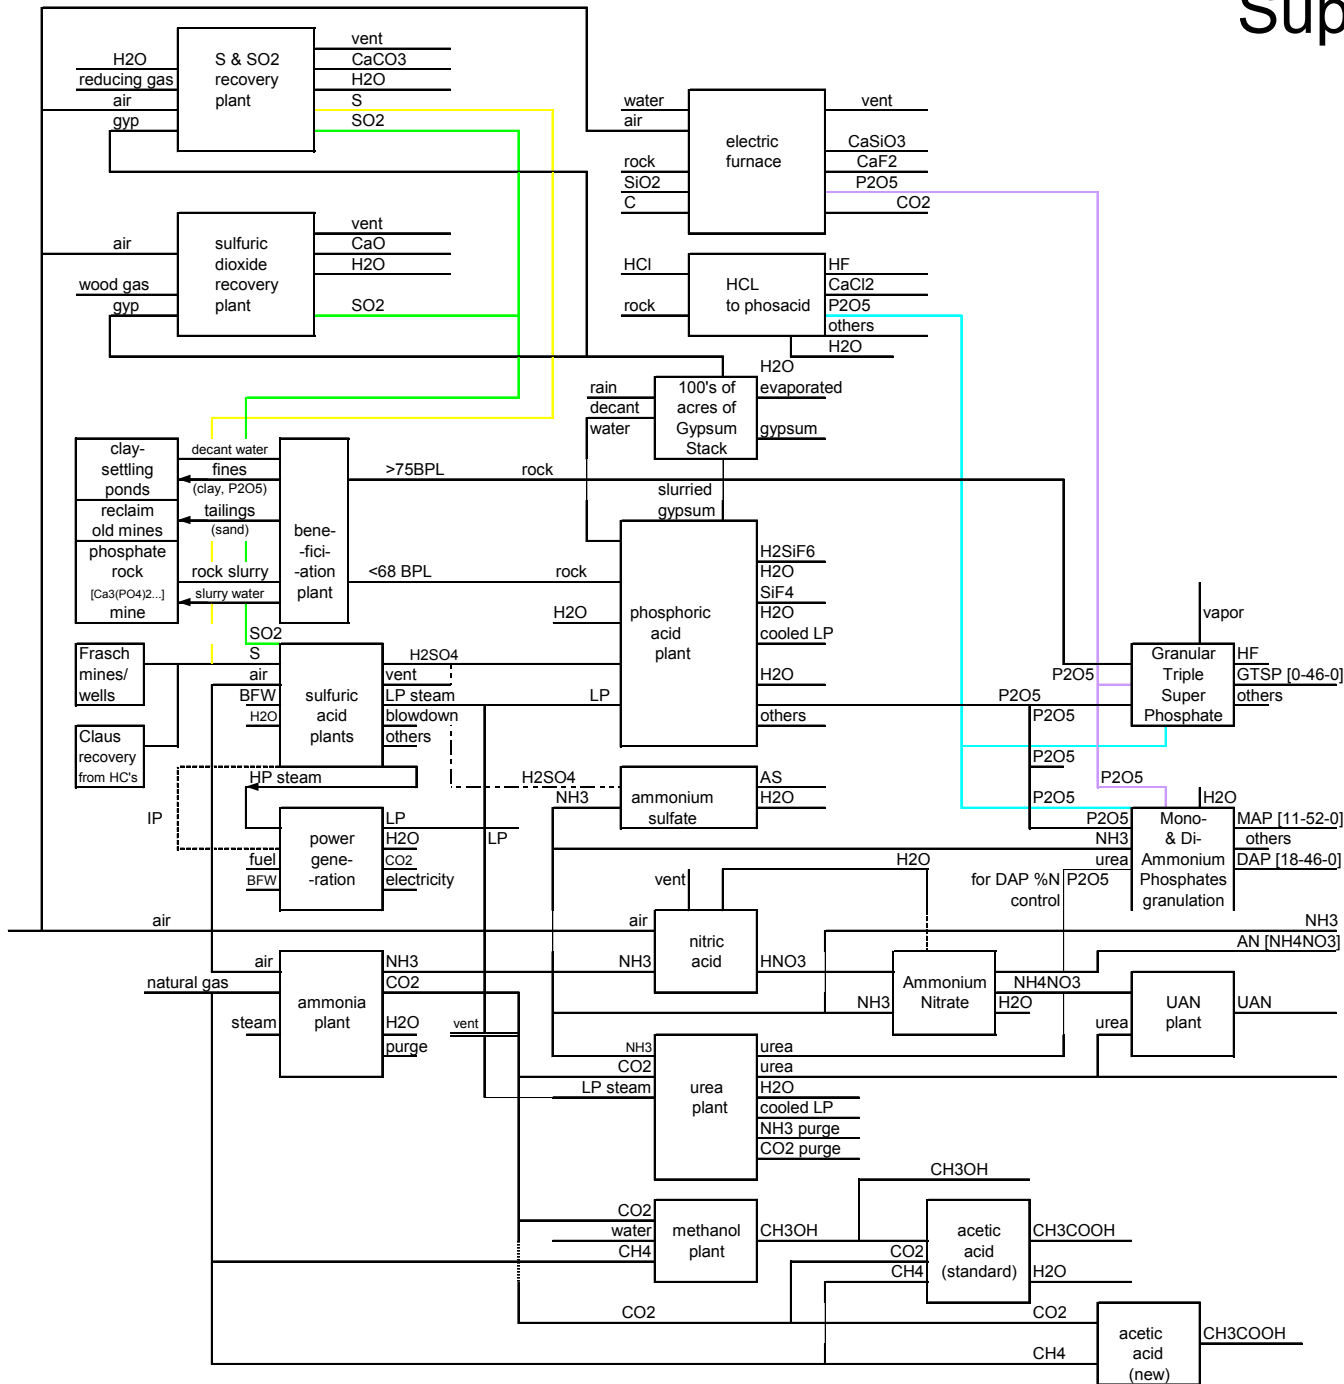 Sup
vent
H2O
S & SO2
CaCO3
reducing gas
recovery
H2O
air
plant
S
gyp
SO2
water
vent
air
electric
furnace
CaSiO3
rock
CaF2
SiO2
P2O5
C
CO2
vent
air
sulfuric
CaO
dioxide
H2O
wood gas
recovery
gyp
plant
SO2
HCl
HF
HCL
CaCl2
to phosacid
rock
P2O5
others
H2O
H2O
rain
100's of
evaporated
decant
acres of
water
Gypsum
gypsum
Stack
clay-
settling
ponds
decant water
fines
(clay, P2O5)
>75BPL
rock
slurried
gypsum
reclaim
old mines
tailings
(sand)
bene-
-fici-
-ation
plant
phosphate
rock
[Ca3(PO4)2...]
mine
rock slurry
slurry water
<68 BPL
rock
H2O
phosphoric
acid
plant
H2SiF6
H2O
SiF4
H2O
cooled LP
H2O
others
vapor
SO2
Frasch
mines/
wells
S
air
BFW
H2O
sulfuric
acid
plants
H2SO4
vent
LP steam
blowdown
others
LP
P2O5
P2O5
P2O5
Granular
Triple
Super
Phosphate
HF
GTSP [0-46-0]
others
Claus
recovery
from HC's
P2O5
HP steam
H2SO4
P2O5
IP
NH3
ammonium
sulfate
AS
H2O
P2O5
P2O5
H2O
NH3
urea
Mono-
& Di-
Ammonium
Phosphates
granulation
MAP [11-52-0]
others
DAP [18-46-0]
power
gene-
-ration
LP
H2O
LP
fuel
CO2
BFW
electricity
H2O
vent
for DAP %N
control
P2O5
air
air
nitric
acid
NH3
AN [NH4NO3]
air
NH3
NH3
HNO3
natural gas
CO2
ammonia
plant
Ammonium
Nitrate
NH4NO3
NH3
H2O
UAN
plant
UAN
steam
H2O
vent
urea
purge
NH3
urea
CO2
urea
LP steam
urea
plant
H2O
cooled LP
NH3 purge
CO2 purge
CH3OH
CO2
water
methanol
plant
CH3OH
CH4
acetic
acid
(standard)
CO2
CH4
CH3COOH
H2O
CO2
CO2
acetic
acid
(new)
CH3COOH
CH4